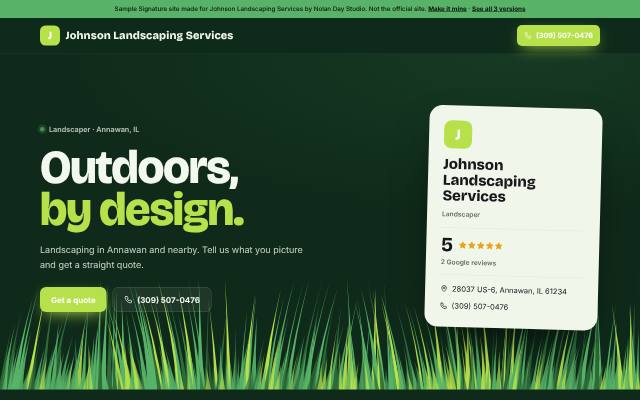 Sample Signature site made for Johnson Landscaping Services by Nolan Day Studio. Not the official site. Make it mine · See all 3 versions
J Johnson Landscaping Services
(309) 507-0476
Landscaper · Annawan, IL
Outdoors,
by design.
Landscaping in Annawan and nearby. Tell us what you picture
and get a straight quote.
Get a quote
(309) 507-0476
J
Johnson
Landscaping
Services
Landscaper
5
2 Google reviews
28037 US-6, Annawan, IL 61234
(309) 507-0476